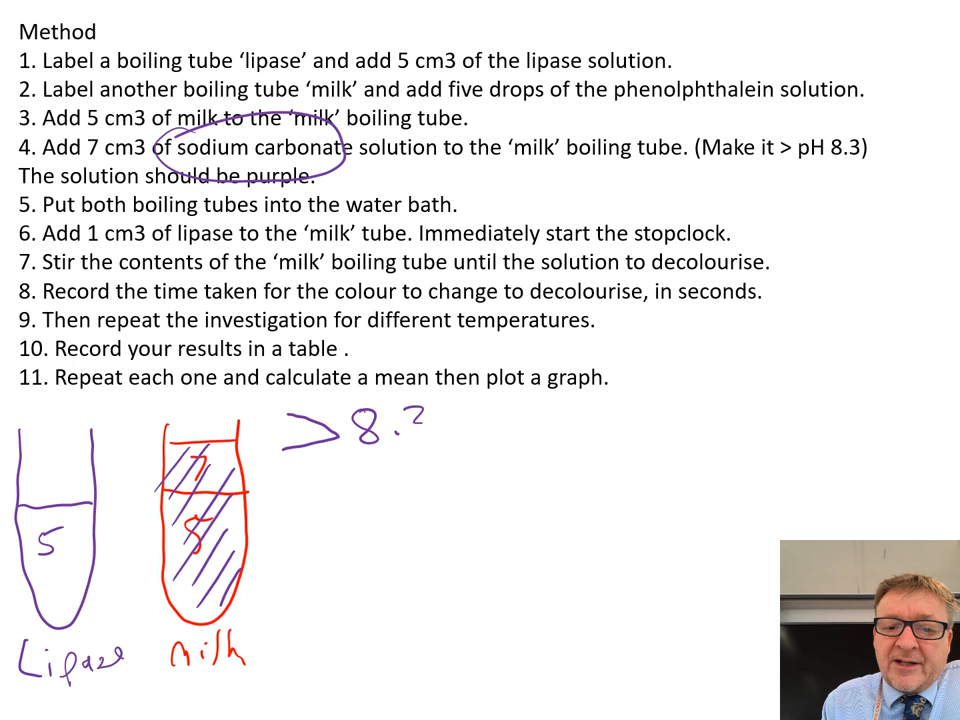 Method
1. Label a boiling tube ‘lipase’ and add 5 cm3 of the lipase solution.
2. Label another boiling tube ‘milk’ and add five drops of the phenolphthalein solution.
3. Add 5 cm3 of milk to the ‘milk’ boiling tube.
4. Add 7 cm3 of sodium carbonate solution to the ‘milk’ boiling tube. (Make it > pH 8.3)
The solution should be purple.
5. Put both boiling tubes into the water bath.
6. Add 1 cm3 of lipase to the ‘milk’ tube. Immediately start the stopclock.
7. Stir the contents of the ‘milk’ boiling tube until the solution to decolourise.
8. Record the time taken for the colour to change to decolourise, in seconds.
9. Then repeat the investigation for different temperatures.
10. Record your results in a table .
11. Repeat each one and calculate a mean then plot a graph.
> 8.
7
5
5
Lipase
milk